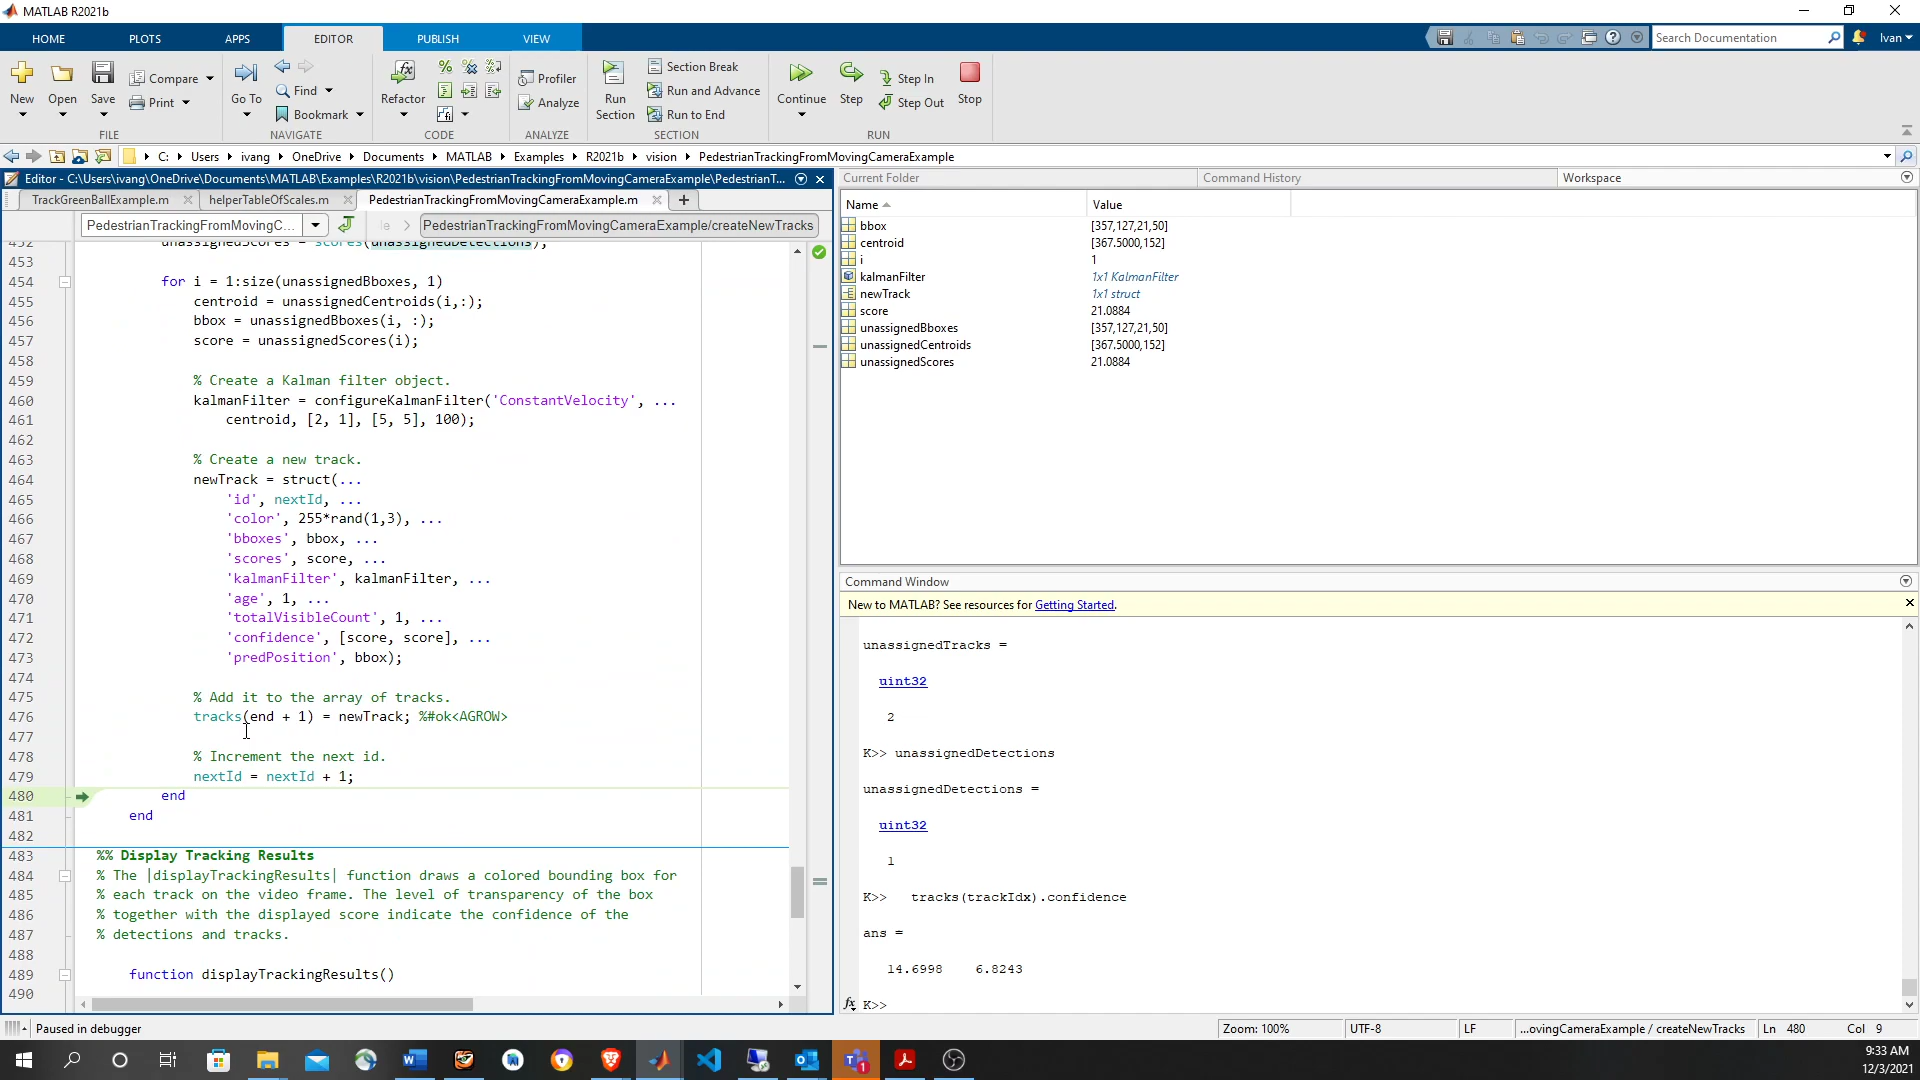 MATLAB R2021b
HOME PLOTS APPS EDITOR PUBLISH VIEW
Search Documentation
Ivan
New Open Save Compare Print
FILE
Go To Find Bookmark
NAVIGATE
Refactor
CODE
Profiler
Analyze
ANALYZE
Run Section
Section Break
Run and Advance
Run to End
SECTION
Continue Step Step In Step Out Stop
RUN
C: Users ivang OneDrive Documents MATLAB Examples R2021b vision PedestrianTrackingFromMovingCameraExample
Editor - C:\Users\ivang\OneDrive\Documents\MATLAB\Examples\R2021b\vision\PedestrianTrackingFromMovingCameraExample\PedestrianT...
TrackGreenBallExample.m helperTableOfScales.m PedestrianTrackingFromMovingCameraExample.m
PedestrianTrackingFromMovingC... le PedestrianTrackingFromMovingCameraExample/createNewTracks
452 unassignedScores = scores(unassignedDetections);
453
454 for i = 1:size(unassignedBboxes, 1)
455 centroid = unassignedCentroids(i,:);
456 bbox = unassignedBboxes(i, :);
457 score = unassignedScores(i);
458
459 % Create a Kalman filter object.
460 kalmanFilter = configureKalmanFilter('ConstantVelocity', ...
461 centroid, [2, 1], [5, 5], 100);
462
463 % Create a new track.
464 newTrack = struct(...
465 'id', nextId, ...
466 'color', 255*rand(1,3), ...
467 'bboxes', bbox, ...
468 'scores', score, ...
469 'kalmanFilter', kalmanFilter, ...
470 'age', 1, ...
471 'totalVisibleCount', 1, ...
472 'confidence', [score, score], ...
473 'predPosition', bbox);
474
475 % Add it to the array of tracks.
476 tracks(end + 1) = newTrack; %#ok<AGROW>
477
478 % Increment the next id.
479 nextId = nextId + 1;
480 end
481 end
482
483 %% Display Tracking Results
484 % The |displayTrackingResults| function draws a colored bounding box for
485 % each track on the video frame. The level of transparency of the box
486 % together with the displayed score indicate the confidence of the
487 % detections and tracks.
488
489 function displayTrackingResults()
490
Current Folder Command History Workspace
Name Value
bbox [357,127,21,50]
centroid [367.5000,152]
i 1
kalmanFilter 1x1 KalmanFilter
newTrack 1x1 struct
score 21.0884
unassignedBboxes [357,127,21,50]
unassignedCentroids [367.5000,152]
unassignedScores 21.0884
Command Window
New to MATLAB? See resources for Getting Started.
unassignedTracks =
uint32
2
K>> unassignedDetections
unassignedDetections =
uint32
1
K>> tracks(trackIdx).confidence
ans =
14.6998 6.8243
fx K>>
Paused in debugger
Zoom: 100% UTF-8 LF ...ovingCameraExample / createNewTracks Ln 480 Col 9
9:33 AM
12/3/2021